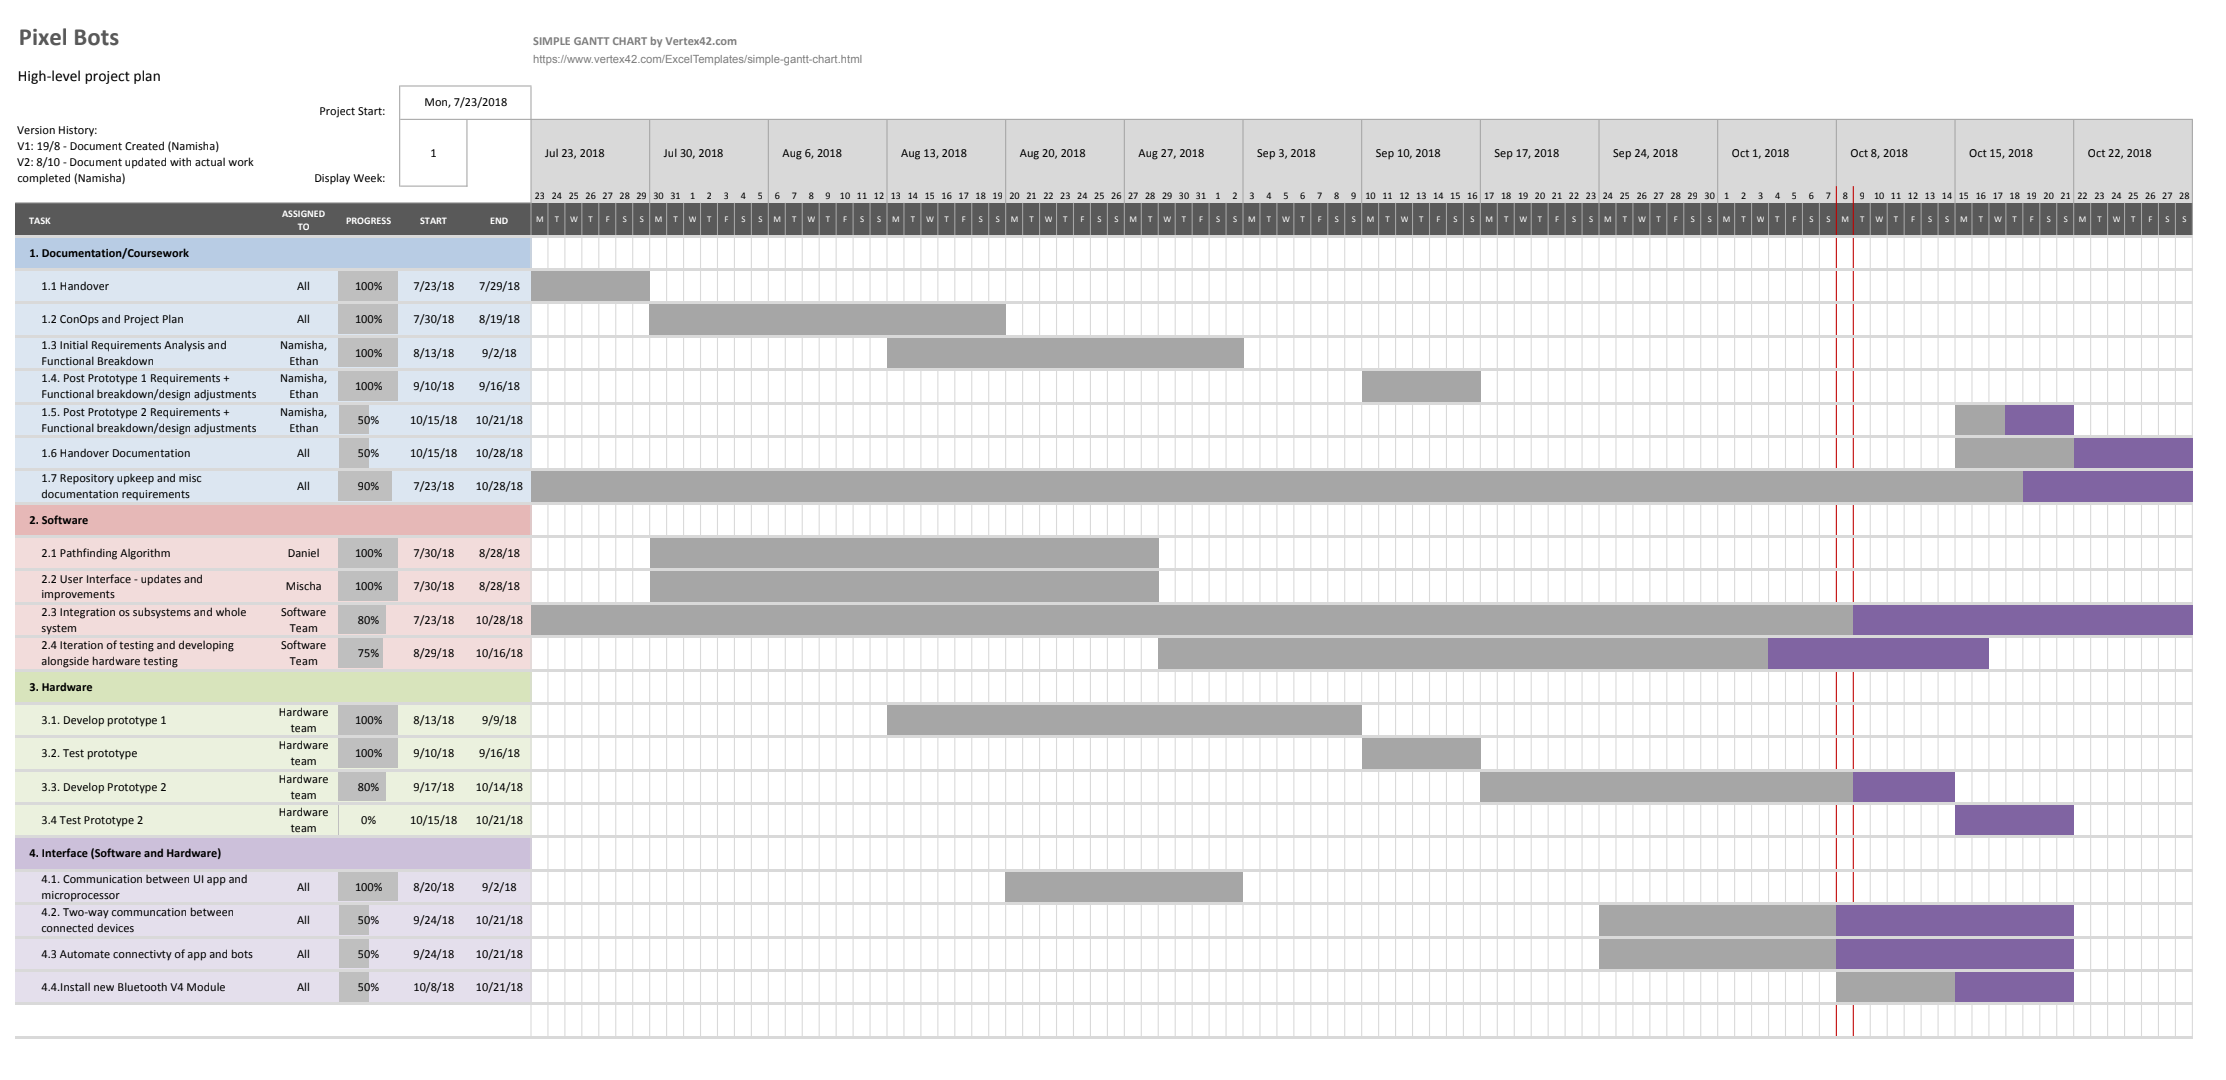 Pixel Bots
SIMPLE GANTT CHART by Vertex42.com
https://www.vertex42.com/ExcelTemplates/simple-gantt-chart.html
High-level project plan
Project Start: Mon, 7/23/2018
Version History:
V1: 19/8 - Document Created (Namisha)
V2: 8/10 - Document updated with actual work
completed (Namisha)
Display Week: 1
Jul 23, 2018 Jul 30, 2018 Aug 6, 2018 Aug 13, 2018 Aug 20, 2018 Aug 27, 2018 Sep 3, 2018 Sep 10, 2018 Sep 17, 2018 Sep 24, 2018 Oct 1, 2018 Oct 8, 2018 Oct 15, 2018 Oct 22, 2018
23 24 25 26 27 28 29 30 31 1 2 3 4 5 6 7 8 9 10 11 12 13 14 15 16 17 18 19 20 21 22 23 24 25 26 27 28 29 30 31 1 2 3 4 5 6 7 8 9 10 11 12 13 14 15 16 17 18 19 20 21 22 23 24 25 26 27 28 29 30 1 2 3 4 5 6 7 8 9 10 11 12 13 14 15 16 17 18 19 20 21 22 23 24 25 26 27 28
TASK ASSIGNED TO PROGRESS START END
M T W T F S S M T W T F S S M T W T F S S M T W T F S S M T W T F S S M T W T F S S M T W T F S S M T W T F S S M T W T F S S M T W T F S S M T W T F S S M T W T F S S M T W T F S S M T W T F S S
1. Documentation/Coursework
1.1 Handover All 100% 7/23/18 7/29/18
1.2 ConOps and Project Plan All 100% 7/30/18 8/19/18
1.3 Initial Requirements Analysis and
Functional Breakdown Namisha, Ethan 100% 8/13/18 9/2/18
1.4. Post Prototype 1 Requirements +
Functional breakdown/design adjustments Namisha, Ethan 100% 9/10/18 9/16/18
1.5. Post Prototype 2 Requirements +
Functional breakdown/design adjustments Namisha, Ethan 50% 10/15/18 10/21/18
1.6 Handover Documentation All 50% 10/15/18 10/28/18
1.7 Repository upkeep and misc
documentation requirements All 90% 7/23/18 10/28/18
2. Software
2.1 Pathfinding Algorithm Daniel 100% 7/30/18 8/28/18
2.2 User Interface - updates and
improvements Mischa 100% 7/30/18 8/28/18
2.3 Integration os subsystems and whole
system Software Team 80% 7/23/18 10/28/18
2.4 Iteration of testing and developing
alongside hardware testing Software Team 75% 8/29/18 10/16/18
3. Hardware
3.1. Develop prototype 1 Hardware team 100% 8/13/18 9/9/18
3.2. Test prototype Hardware team 100% 9/10/18 9/16/18
3.3. Develop Prototype 2 Hardware team 80% 9/17/18 10/14/18
3.4 Test Prototype 2 Hardware team 0% 10/15/18 10/21/18
4. Interface (Software and Hardware)
4.1. Communication between UI app and
microprocessor All 100% 8/20/18 9/2/18
4.2. Two-way communcation between
connected devices All 50% 9/24/18 10/21/18
4.3 Automate connectivty of app and bots All 50% 9/24/18 10/21/18
4.4.Install new Bluetooth V4 Module All 50% 10/8/18 10/21/18